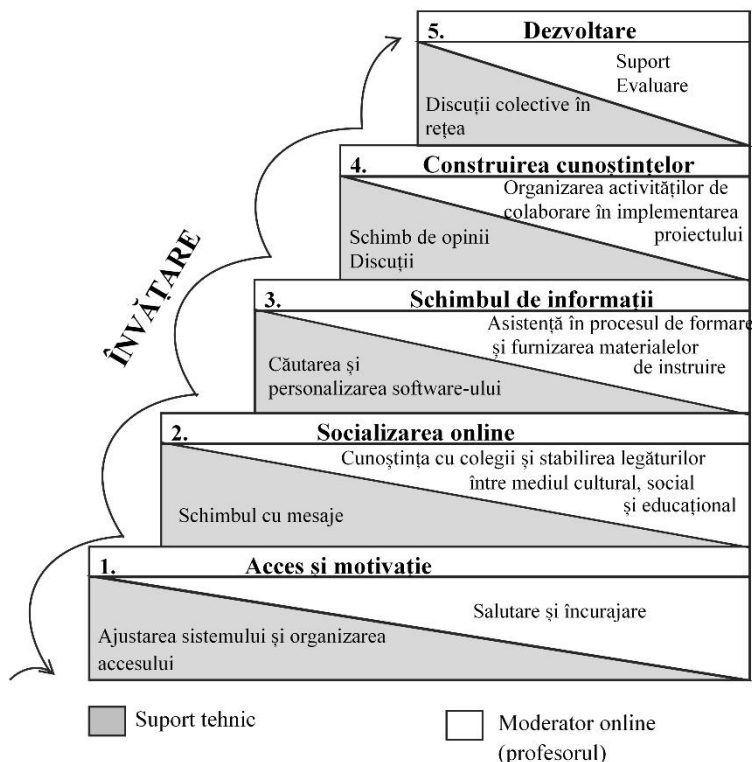 5. Dezvoltare
Suport
Evaluare
Discuții colective în
rețea
4. Construirea cunoștințelor
Organizarea activităților de
colaborare în implementarea
proiectului
Schimb de opinii
Discuții
3. Schimbul de informații
Asistență în procesul de formare
și furnizarea materialelor
de instruire
Căutarea și
personalizarea software-ului
2. Socializarea online
Cunoștința cu colegii și stabilirea legăturilor
între mediul cultural, social
și educațional
Schimbul cu mesaje
1. Acces și motivație
Salutare și încurajare
Ajustarea sistemului și organizarea
accesului
ÎNVĂȚARE
Suport tehnic
Moderator online
(profesorul)